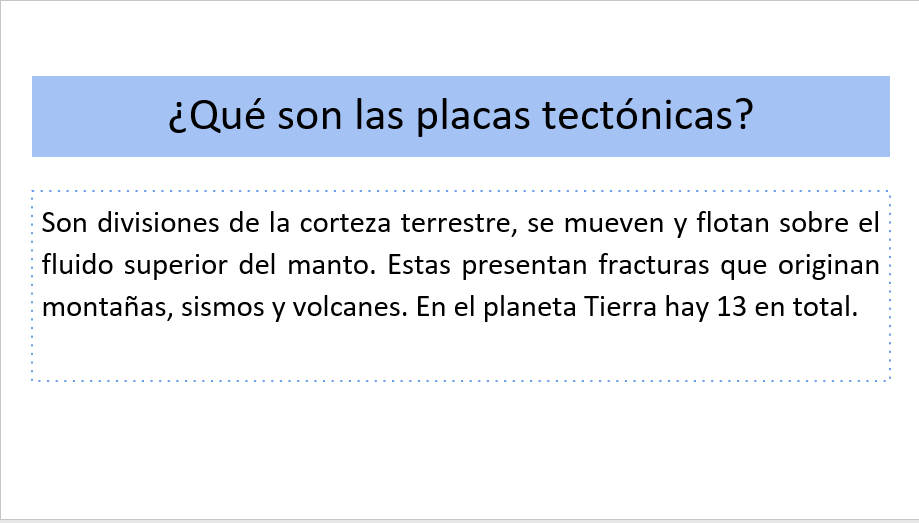 ¿Qué son las placas tectónicas?
Son divisiones de la corteza terrestre, se mueven y flotan sobre el
fluido superior del manto. Estas presentan fracturas que originan
montañas, sismos y volcanes. En el planeta Tierra hay 13 en total.